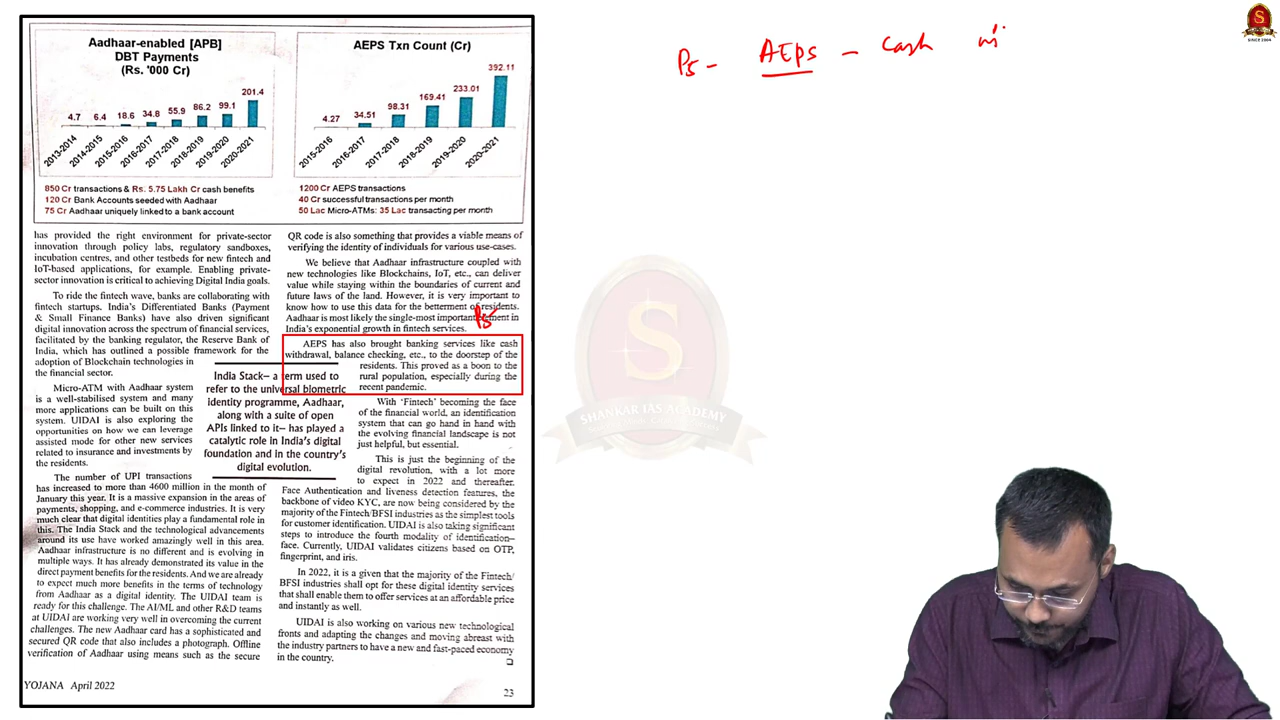 Aadhaar-enabled [APB]
DBT Payments
(Rs. '000 Cr)
4.7 6.4 18.6 34.8 55.9 86.2 99.1 201.4
2013-2014 2014-2015 2015-2016 2016-2017 2017-2018 2018-2019 2019-2020 2020-2021
850 Cr transactions & Rs. 5.75 Lakh Cr cash benefits
120 Cr Bank Accounts seeded with Aadhaar
75 Cr Aadhaar uniquely linked to a bank account
AEPS Txn Count (Cr)
4.27 34.51 98.31 169.41 233.01 392.11
2015-2016 2016-2017 2017-2018 2018-2019 2019-2020 2020-2021
1200 Cr AEPS transactions
40 Cr successful transactions per month
50 Lac Micro-ATMs: 35 Lac transacting per month
has provided the right environment for private-sector
innovation through policy labs, regulatory sandboxes,
incubation centres, and other testbeds for new fintech and
IoT-based applications, for example. Enabling private-
sector innovation is critical to achieving Digital India goals.
To ride the fintech wave, banks are collaborating with
fintech startups. India's Differentiated Banks (Payment
& Small Finance Banks) have also driven significant
digital innovation across the spectrum of financial services,
facilitated by the banking regulator, the Reserve Bank of
India, which has outlined a possible framework for the
adoption of Blockchain technologies in
the financial sector.
Micro-ATM with Aadhaar system
is a well-stabilised system and many
more applications can be built on this
system. UIDAI is also exploring the
opportunities on how we can leverage
assisted mode for other new services
related to insurance and investments by
the residents.
The number of UPI transactions
has increased to more than 4600 million in the month of
January this year. It is a massive expansion in the areas of
payments, shopping, and e-commerce industries. It is very
much clear that digital identities play a fundamental role in
this. The India Stack and the technological advancements
around its use have worked amazingly well in this area.
Aadhaar infrastructure is no different and is evolving in
multiple ways. It has already demonstrated its value in the
direct payment benefits for the residents. And we are already
to expect much more benefits in the terms of technology
from Aadhaar as a digital identity. The UIDAI team is
ready for this challenge. The AI/ML and other R&D teams
at UIDAI are working very well in overcoming the current
challenges. The new Aadhaar card has a sophisticated and
secured QR code that also includes a photograph. Offline
verification of Aadhaar using means such as the secure
India Stack– a term used to
refer to the universal biometric
identity programme, Aadhaar,
along with a suite of open
APIs linked to it– has played a
catalytic role in India's digital
foundation and in the country's
digital evolution.
QR code is also something that provides a viable means of
verifying the identity of individuals for various use-cases.
We believe that Aadhaar infrastructure coupled with
new technologies like Blockchains, IoT, etc., can deliver
value while staying within the boundaries of current and
future laws of the land. However, it is very important to
know how to use this data for the betterment of residents.
Aadhaar is most likely the single-most important in
India's exponential growth in fintech services.
P5
AEPS has also brought banking services like cash
withdrawal, balance checking, etc., to the doorstep of the
residents. This proved as a boon to the
rural population, especially during the
recent pandemic.
With 'Fintech' becoming the face
of the financial world, an identification
system that can go hand in hand with
the evolving financial landscape is not
just helpful, but essential.
This is just the beginning of the
digital revolution, with a lot more
to expect in 2022 and thereafter.
Face Authentication and liveness detection features, the
backbone of video KYC, are now being considered by the
majority of the Fintech/BFSI industries as the simplest tools
for customer identification. UIDAI is also taking significant
steps to introduce the fourth modality of identification–
face. Currently, UIDAI validates citizens based on OTP,
fingerprint, and iris.
In 2022, it is a given that the majority of the Fintech/
BFSI industries shall opt for these digital identity services
that shall enable them to offer services at an affordable price
and instantly as well.
UIDAI is also working on various new technological
fronts and adapting the changes and moving abreast with
the industry partners to have a new and fast-paced economy
in the country.
YOJANA April 2022
23
P5 – AEPS – Cash
S
SHANKAR IAS ACADEMY
S
SINCE 2004